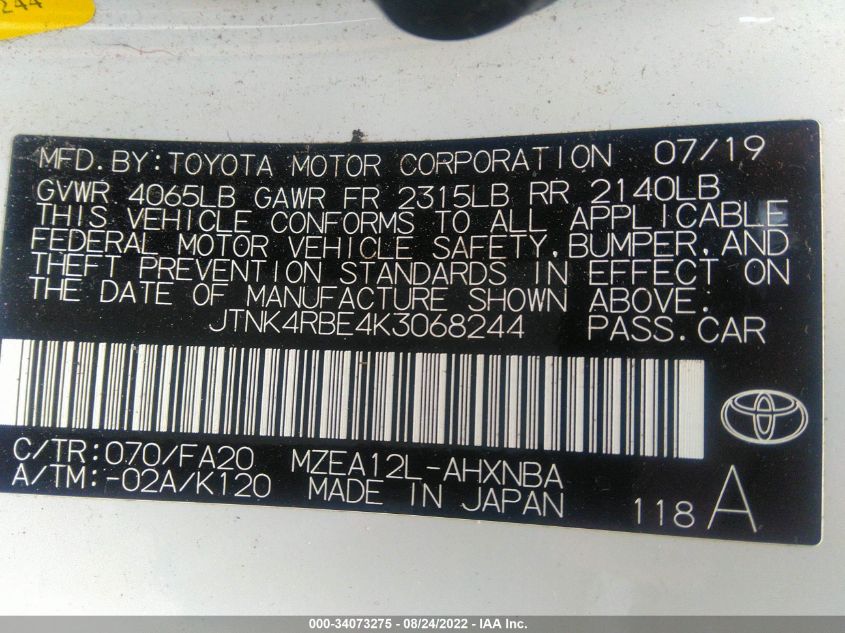 244
MFD. BY: TOYOTA MOTOR CORPORATION 07/19
GVWR 4065LB GAWR FR 2315LB RR 2140LB
THIS VEHICLE CONFORMS TO ALL APPLICABLE
FEDERAL MOTOR VEHICLE SAFETY, BUMPER, AND
THEFT PREVENTION STANDARDS IN EFFECT ON
THE DATE OF MANUFACTURE SHOWN ABOVE.
JTNK4RBE4K3068244 PASS. CAR
C/TR: 070/FA20 MZEA12L-AHXNBA
A/TM: -02A/K120 MADE IN JAPAN 118 A
000-34073275 - 08/24/2022 - IAA Inc.